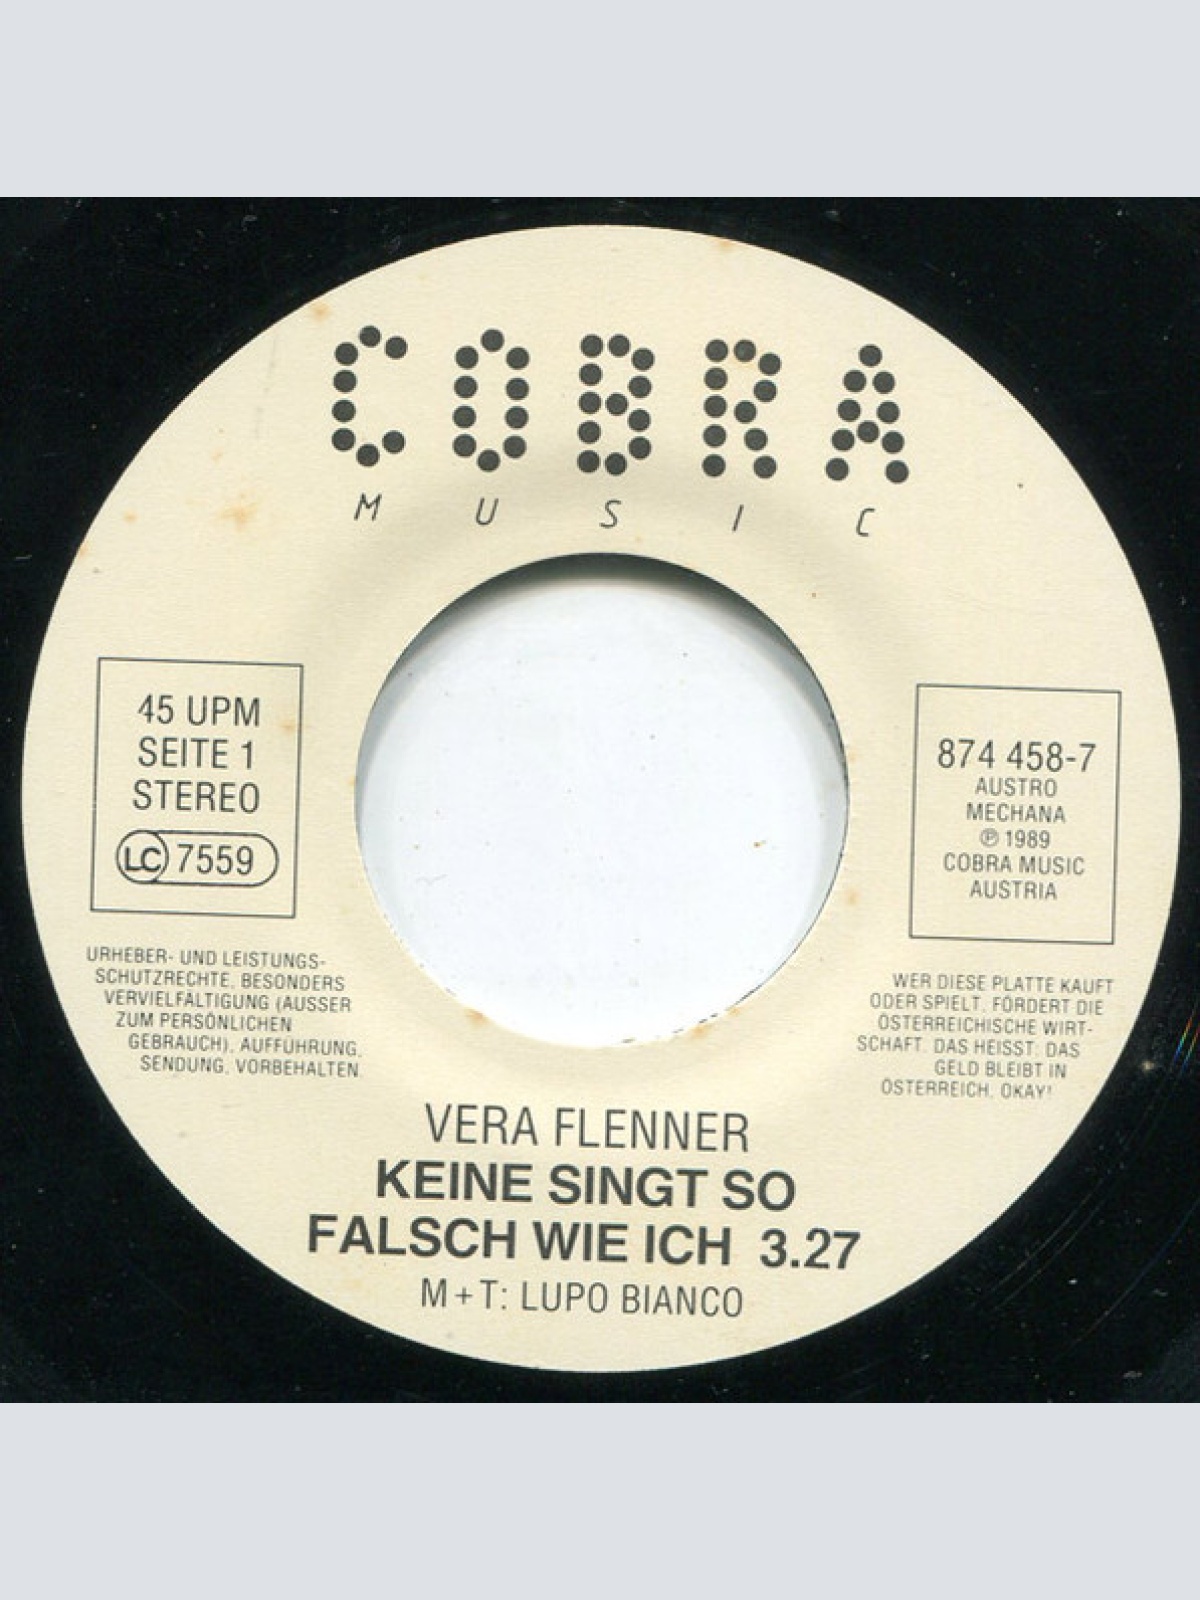 COBRA
MUSIC
45 UPM
SEITE 1
STEREO
LC 7559
874 458-7
AUSTRO
MECHANA
℗ 1989
COBRA MUSIC
AUSTRIA
URHEBER- UND LEISTUNGS-
SCHUTZRECHTE, BESONDERS
VERVIELFÄLTIGUNG (AUSSER
ZUM PERSÖNLICHEN
GEBRAUCH), AUFFÜHRUNG,
SENDUNG, VORBEHALTEN.
WER DIESE PLATTE KAUFT
ODER SPIELT, FÖRDERT DIE
ÖSTERREICHISCHE WIRT-
SCHAFT. DAS HEISST: DAS
GELD BLEIBT IN
ÖSTERREICH, OKAY!
VERA FLENNER
KEINE SINGT SO
FALSCH WIE ICH 3.27
M+T: LUPO BIANCO